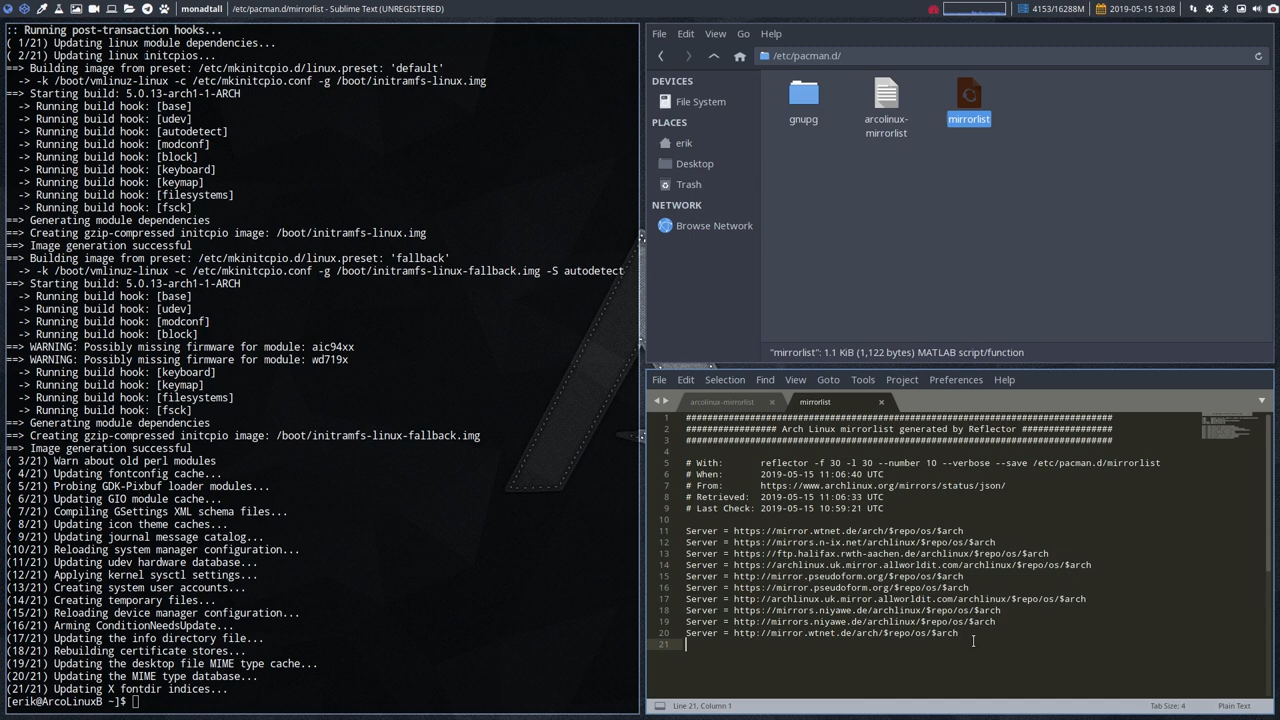 monadtall
/etc/pacman.d/mirrorlist - Sublime Text (UNREGISTERED)
4153/16288M
2019-05-15 13:08
:: Running post-transaction hooks...
( 1/21) Updating linux module dependencies...
( 2/21) Updating linux initcpios...
==> Building image from preset: /etc/mkinitcpio.d/linux.preset: 'default'
-> -k /boot/vmlinuz-linux -c /etc/mkinitcpio.conf -g /boot/initramfs-linux.img
==> Starting build: 5.0.13-arch1-1-ARCH
-> Running build hook: [base]
-> Running build hook: [udev]
-> Running build hook: [autodetect]
-> Running build hook: [modconf]
-> Running build hook: [block]
-> Running build hook: [keyboard]
-> Running build hook: [keymap]
-> Running build hook: [filesystems]
-> Running build hook: [fsck]
==> Generating module dependencies
==> Creating gzip-compressed initcpio image: /boot/initramfs-linux.img
==> Image generation successful
==> Building image from preset: /etc/mkinitcpio.d/linux.preset: 'fallback'
-> -k /boot/vmlinuz-linux -c /etc/mkinitcpio.conf -g /boot/initramfs-linux-fallback.img -S autodetect
==> Starting build: 5.0.13-arch1-1-ARCH
-> Running build hook: [base]
-> Running build hook: [udev]
-> Running build hook: [modconf]
-> Running build hook: [block]
==> WARNING: Possibly missing firmware for module: aic94xx
==> WARNING: Possibly missing firmware for module: wd719x
-> Running build hook: [keyboard]
-> Running build hook: [keymap]
-> Running build hook: [filesystems]
-> Running build hook: [fsck]
==> Generating module dependencies
==> Creating gzip-compressed initcpio image: /boot/initramfs-linux-fallback.img
==> Image generation successful
( 3/21) Warn about old perl modules
( 4/21) Updating fontconfig cache...
( 5/21) Probing GDK-Pixbuf loader modules...
( 6/21) Updating GIO module cache...
( 7/21) Compiling GSettings XML schema files...
( 8/21) Updating icon theme caches...
( 9/21) Updating journal message catalog...
(10/21) Reloading system manager configuration...
(11/21) Updating udev hardware database...
(12/21) Applying kernel sysctl settings...
(13/21) Creating system user accounts...
(14/21) Creating temporary files...
(15/21) Reloading device manager configuration...
(16/21) Arming ConditionNeedsUpdate...
(17/21) Updating the info directory file...
(18/21) Rebuilding certificate stores...
(19/21) Updating the desktop file MIME type cache...
(20/21) Updating the MIME type database...
(21/21) Updating X fontdir indices...
[erik@ArcoLinuxB ~]$
File Edit View Go Help
/etc/pacman.d/
DEVICES
File System
PLACES
erik
Desktop
Trash
NETWORK
Browse Network
gnupg
arcolinux-
mirrorlist
mirrorlist
"mirrorlist": 1.1 KiB (1,122 bytes) MATLAB script/function
File Edit Selection Find View Goto Tools Project Preferences Help
arcolinux-mirrorlist
mirrorlist
1 ################################################################################
2 ################# Arch Linux mirrorlist generated by Reflector #################
3 ################################################################################
4
5 # With:       reflector -f 30 -l 30 --number 10 --verbose --save /etc/pacman.d/mirrorlist
6 # When:       2019-05-15 11:06:40 UTC
7 # From:       https://www.archlinux.org/mirrors/status/json/
8 # Retrieved:  2019-05-15 11:06:33 UTC
9 # Last Check: 2019-05-15 10:59:21 UTC
10
11 Server = https://mirror.wtnet.de/arch/$repo/os/$arch
12 Server = https://mirrors.n-ix.net/archlinux/$repo/os/$arch
13 Server = https://ftp.halifax.rwth-aachen.de/archlinux/$repo/os/$arch
14 Server = https://archlinux.uk.mirror.allworldit.com/archlinux/$repo/os/$arch
15 Server = http://mirror.pseudoform.org/$repo/os/$arch
16 Server = https://mirror.pseudoform.org/$repo/os/$arch
17 Server = http://archlinux.uk.mirror.allworldit.com/archlinux/$repo/os/$arch
18 Server = https://mirrors.niyawe.de/archlinux/$repo/os/$arch
19 Server = http://mirrors.niyawe.de/archlinux/$repo/os/$arch
20 Server = http://mirror.wtnet.de/arch/$repo/os/$arch
21
Line 21, Column 1
Tab Size: 4
Plain Text